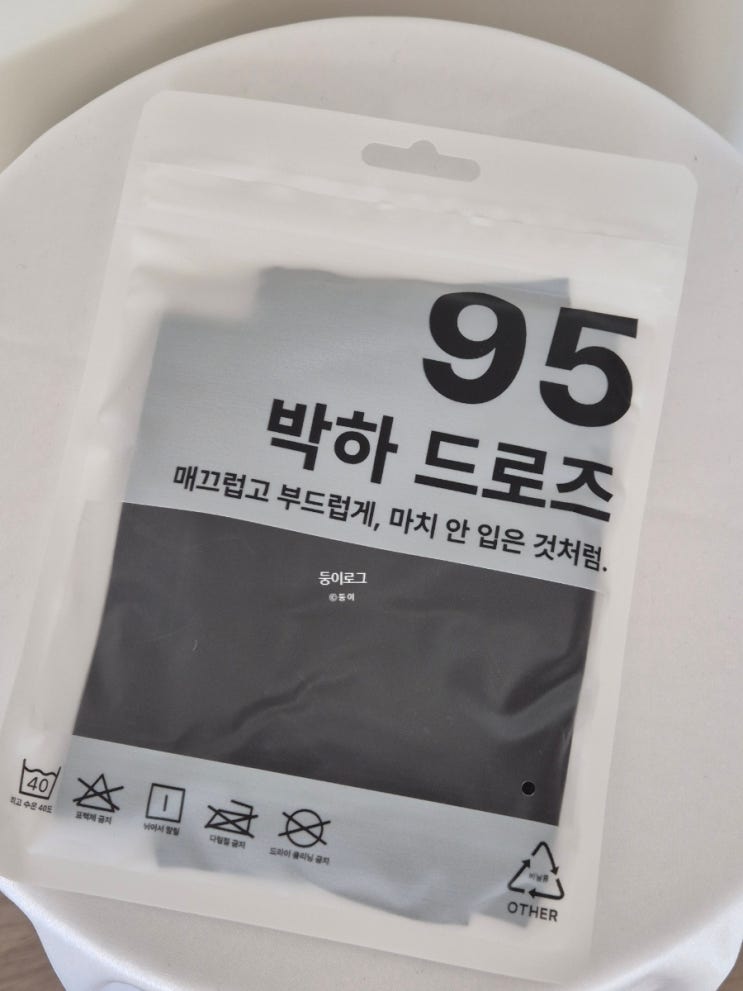 95
박하 드로즈
매끄럽고 부드럽게, 마치 안 입은 것처럼.
둥이로그
©둥이
40
최고 수온 40도
표백제 금지
뉘어서 말림
다림질 금지
드라이 클리닝 금지
비닐류
OTHER